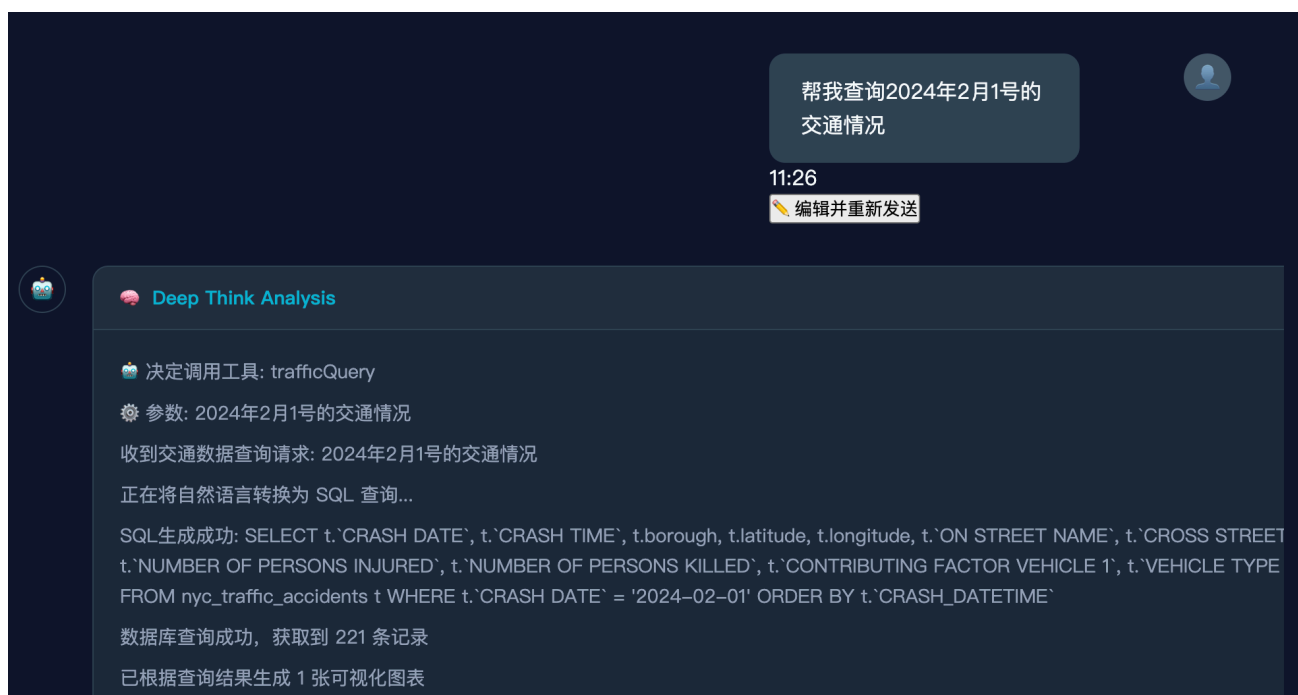 帮我查询2024年2月1号的
交通情况
11:26
✏️ 编辑并重新发送
Deep Think Analysis
决定调用工具: trafficQuery
参数: 2024年2月1号的交通情况
收到交通数据查询请求: 2024年2月1号的交通情况
正在将自然语言转换为 SQL 查询...
SQL生成成功: SELECT t.`CRASH DATE`, t.`CRASH TIME`, t.borough, t.latitude, t.longitude, t.`ON STREET NAME`, t.`CROSS STREET
t.`NUMBER OF PERSONS INJURED`, t.`NUMBER OF PERSONS KILLED`, t.`CONTRIBUTING FACTOR VEHICLE 1`, t.`VEHICLE TYPE
FROM nyc_traffic_accidents t WHERE t.`CRASH DATE` = '2024-02-01' ORDER BY t.`CRASH_DATETIME`
数据库查询成功，获取到 221 条记录
已根据查询结果生成 1 张可视化图表